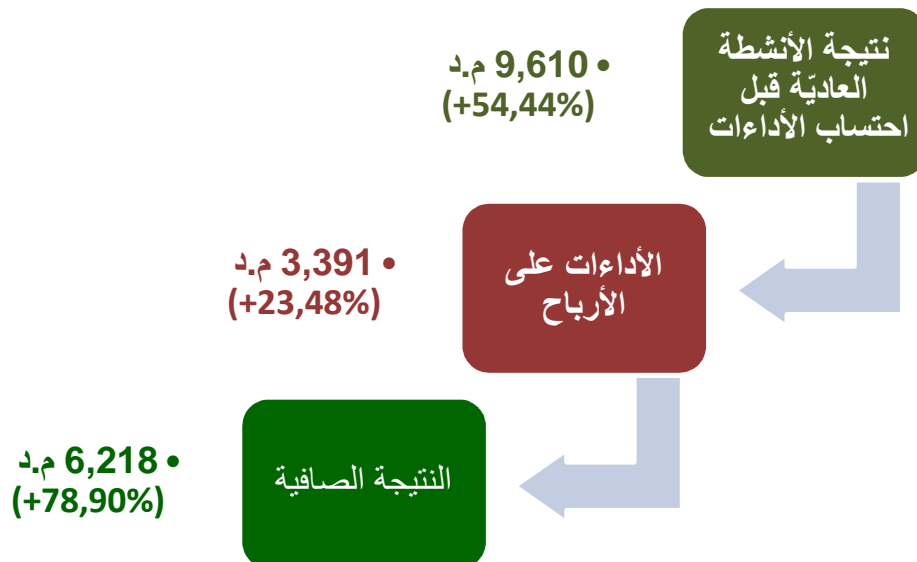 نتيجة الأنشطة
العاديّة قبل
احتساب الأداءات
• 9,610 م.د
(+54,44%)
الأداءات على
الأرباح
• 3,391 م.د
(+23,48%)
النتيجة الصافية
• 6,218 م.د
(+78,90%)